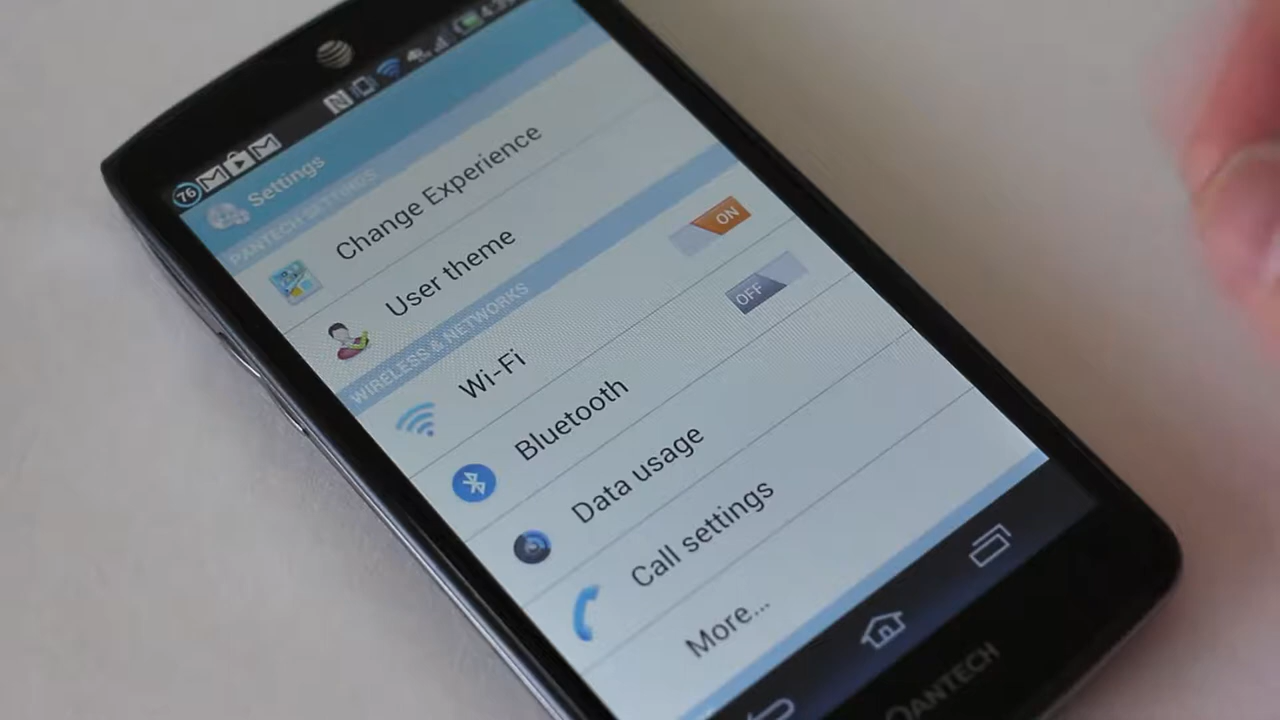 76
Settings
PANTECH SETTINGS
Change Experience
User theme
WIRELESS & NETWORKS
Wi-Fi
ON
Bluetooth
OFF
Data usage
Call settings
More...
PANTECH